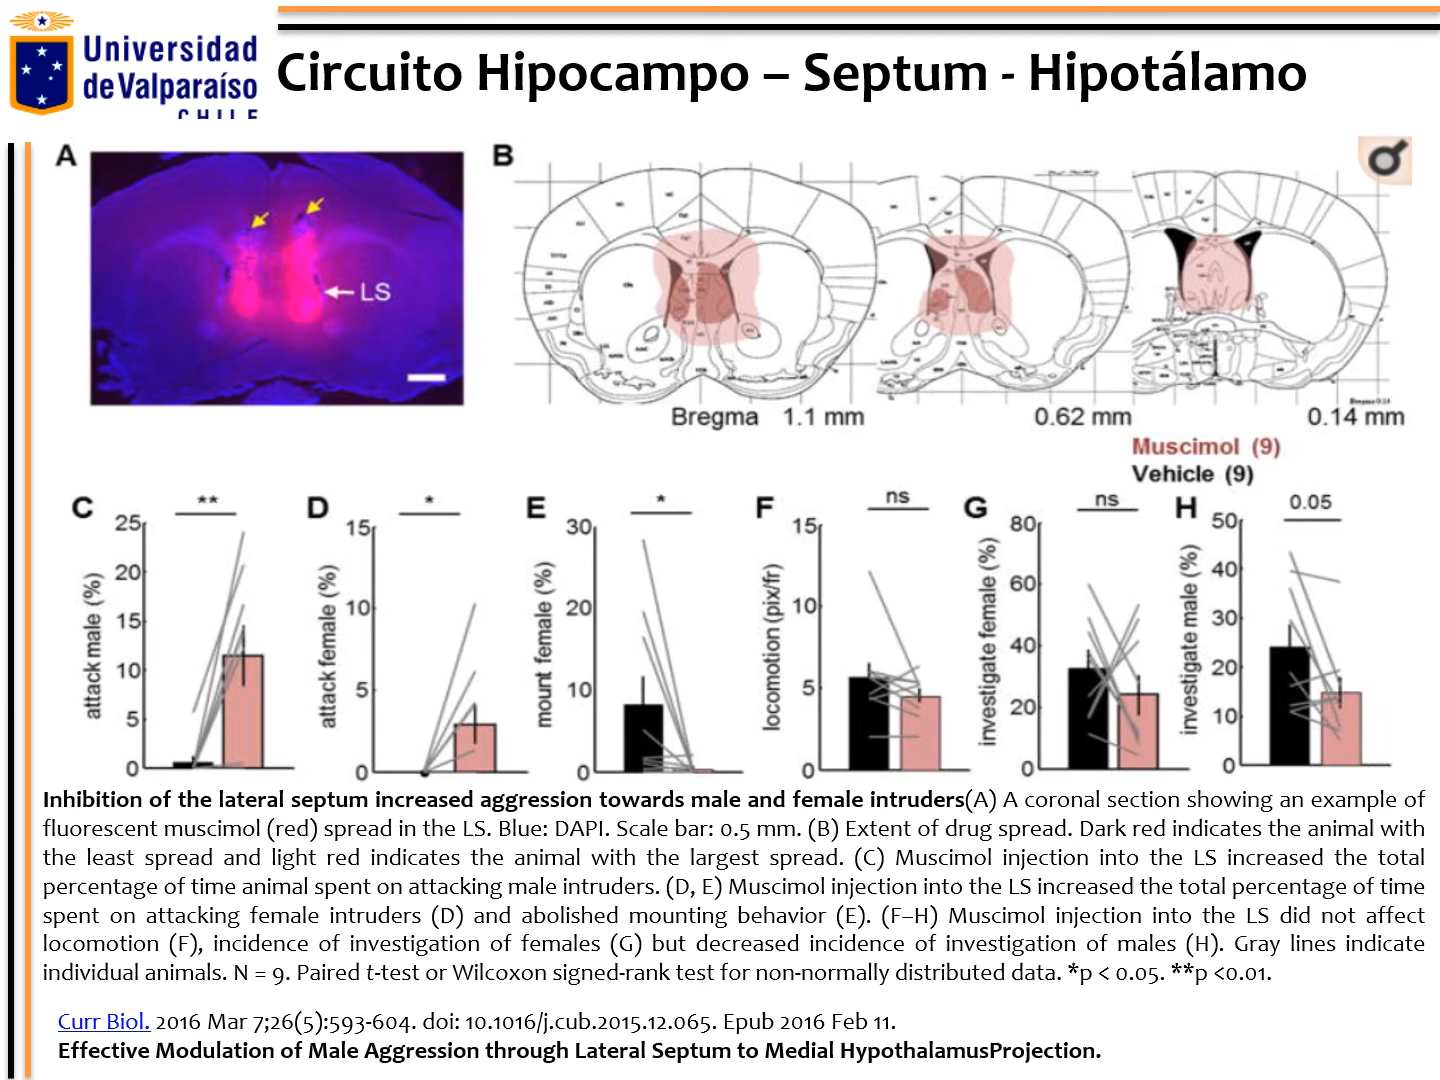 Universidad
de Valparaíso
CHILE
Circuito Hipocampo – Septum - Hipotálamo
A
LS
B
Bregma 1.1 mm
0.62 mm
0.14 mm
Muscimol (9)
Vehicle (9)
C
**
attack male (%)
25
20
15
10
5
0
D
*
attack female (%)
15
10
5
0
E
*
mount female (%)
30
20
10
0
F
ns
locomotion (pix/fr)
15
10
5
0
G
ns
investigate female (%)
80
60
40
20
0
H
0.05
investigate male (%)
50
40
30
20
10
0
Inhibition of the lateral septum increased aggression towards male and female intruders(A) A coronal section showing an example of
fluorescent muscimol (red) spread in the LS. Blue: DAPI. Scale bar: 0.5 mm. (B) Extent of drug spread. Dark red indicates the animal with
the least spread and light red indicates the animal with the largest spread. (C) Muscimol injection into the LS increased the total
percentage of time animal spent on attacking male intruders. (D, E) Muscimol injection into the LS increased the total percentage of time
spent on attacking female intruders (D) and abolished mounting behavior (E). (F–H) Muscimol injection into the LS did not affect
locomotion (F), incidence of investigation of females (G) but decreased incidence of investigation of males (H). Gray lines indicate
individual animals. N = 9. Paired t-test or Wilcoxon signed-rank test for non-normally distributed data. *p < 0.05. **p <0.01.
Curr Biol. 2016 Mar 7;26(5):593-604. doi: 10.1016/j.cub.2015.12.065. Epub 2016 Feb 11.
Effective Modulation of Male Aggression through Lateral Septum to Medial HypothalamusProjection.